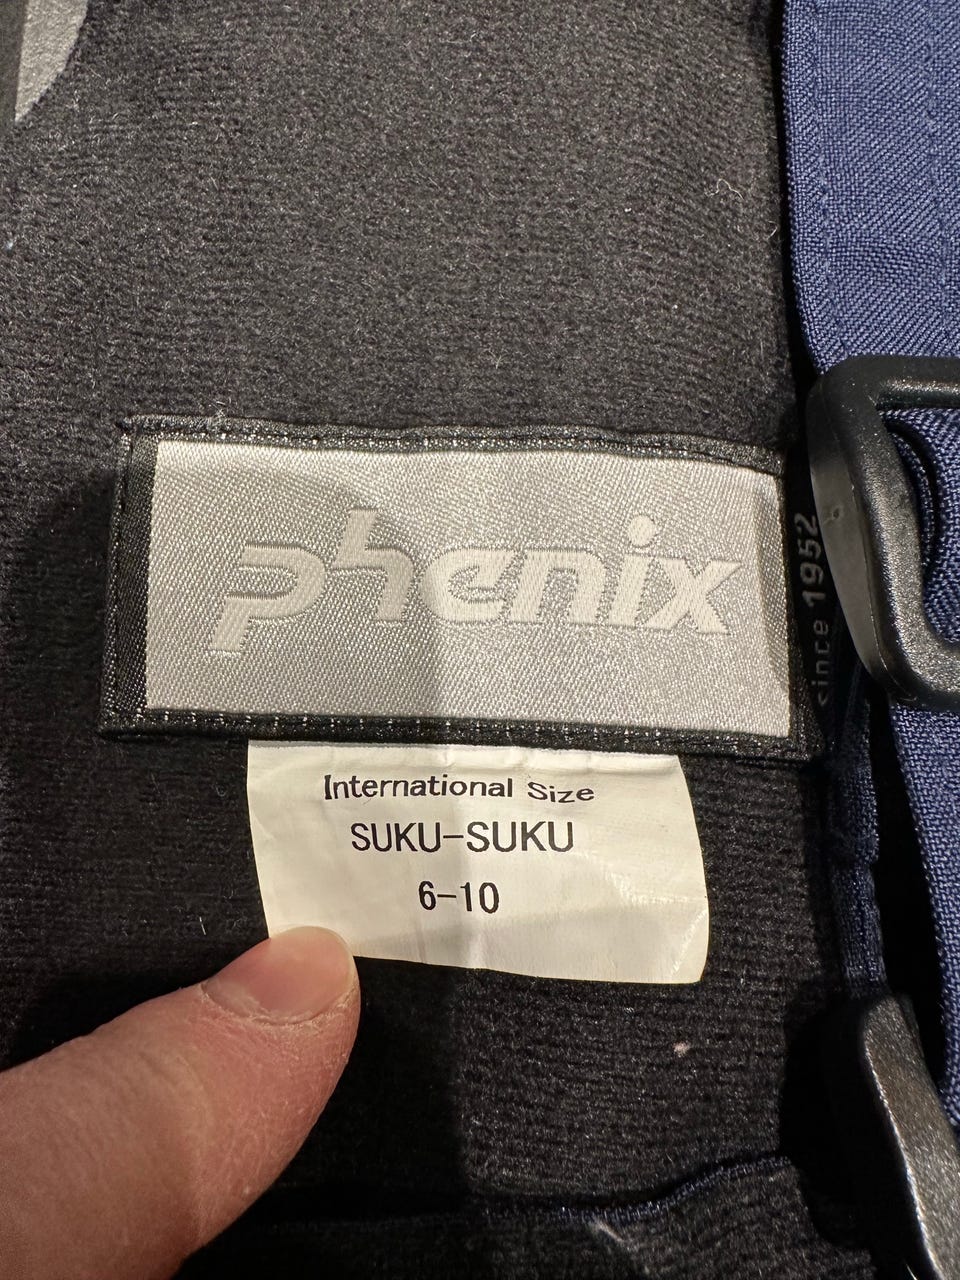 phenix
since 1952
International Size
SUKU-SUKU
6-10